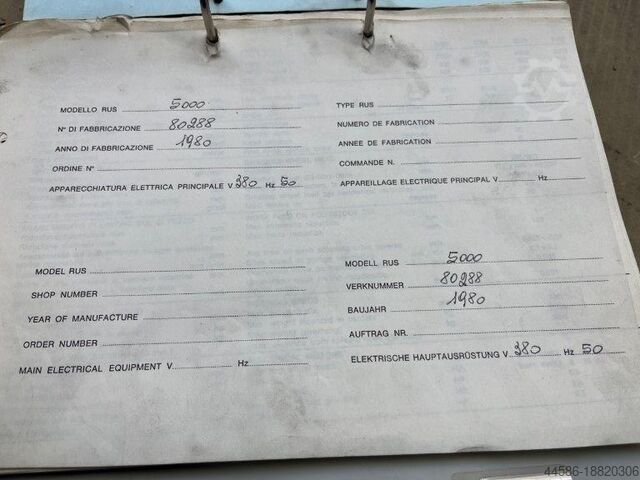 MODELLO RUS 5000
N° DI FABBRICAZIONE 80288
ANNO DI FABBRICAZIONE 1980
ORDINE N°
APPARECCHIATURA ELETTRICA PRINCIPALE V. 380 Hz 50
TYPE RUS
NUMERO DE FABRICATION
ANNEE DE FABRICATION
COMMANDE N.
APPAREILLAGE ELECTRIQUE PRINCIPAL V. Hz
MODEL RUS
SHOP NUMBER
YEAR OF MANUFACTURE
ORDER NUMBER
MAIN ELECTRICAL EQUIPMENT V. Hz
MODELL RUS 5000
VERKNUMMER 80288
BAUJAHR 1980
AUFTRAG NR.
ELEKTRISCHE HAUPTAUSRÜSTUNG V. 380 Hz 50
44586-18820306